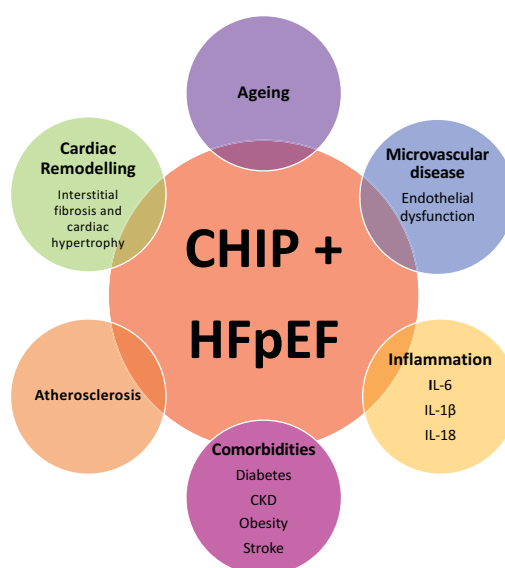 Ageing
Cardiac
Remodelling
Interstitial
fibrosis and
cardiac
hypertrophy
Microvascular
disease
Endothelial
dysfunction
CHIP +
HFpEF
Atherosclerosis
Inflammation
IL-6
IL-1β
IL-18
Comorbidities
Diabetes
CKD
Obesity
Stroke